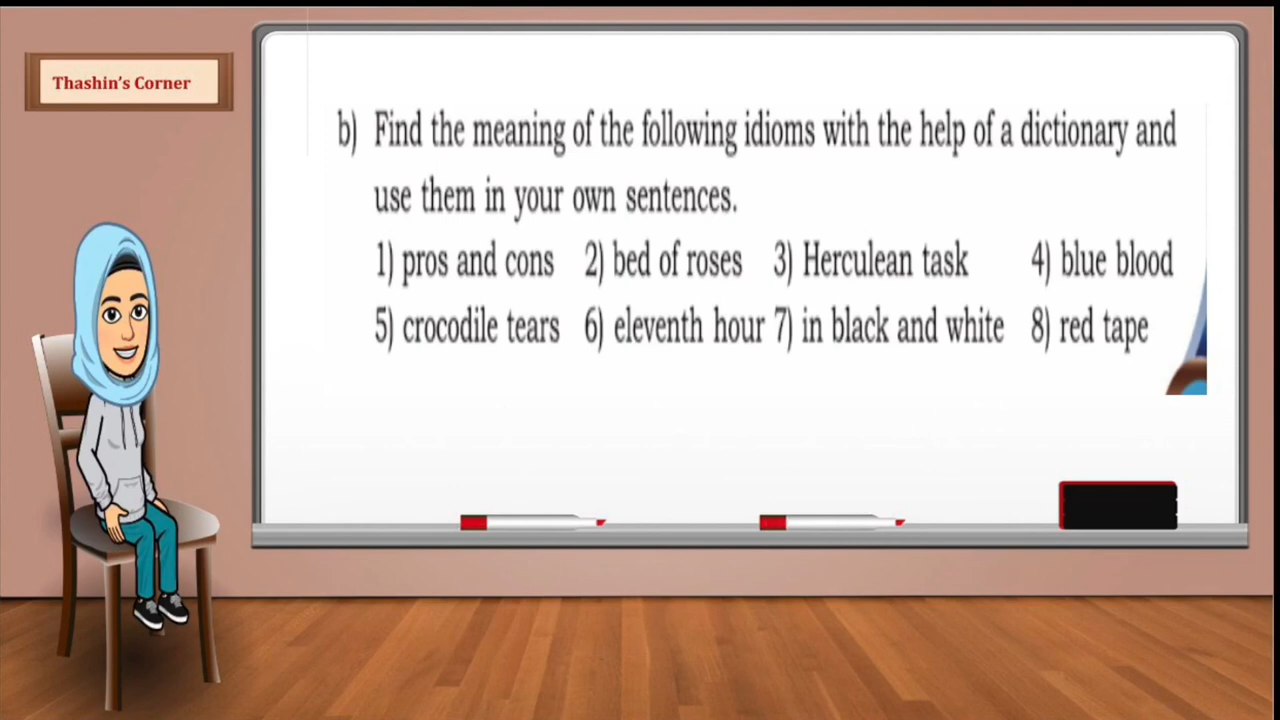 Thashin's Corner
b) Find the meaning of the following idioms with the help of a dictionary and
use them in your own sentences.
1) pros and cons 2) bed of roses 3) Herculean task 4) blue blood
5) crocodile tears 6) eleventh hour 7) in black and white 8) red tape